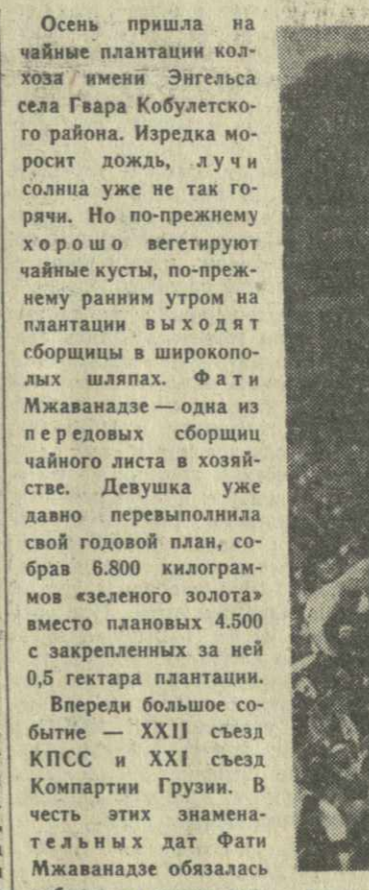 Осень пришла на
чайные плантации кол-
хоза имени Энгельса
села Гвара Кобулетско-
го района. Изредка мо-
росит дождь, лучи
солнца уже не так го-
рячи. Но по-прежнему
хорошо вегетируют
чайные кусты, по-преж-
нему ранним утром на
плантации выходят
сборщицы в широкопо-
лых шляпах. Фати
Мжаванадзе — одна из
передовых сборщиц
чайного листа в хозяй-
стве. Девушка уже
давно перевыполнила
свой годовой план, со-
брав 6.800 килограм-
мов «зеленого золота»
вместо плановых 4.500
с закрепленных за ней
0,5 гектара плантации.
Впереди большое со-
бытие — XXII съезд
КПСС и XXI съезд
Компартии Грузии. В
честь этих знамена-
тельных дат Фати
Мжаванадзе обязалась